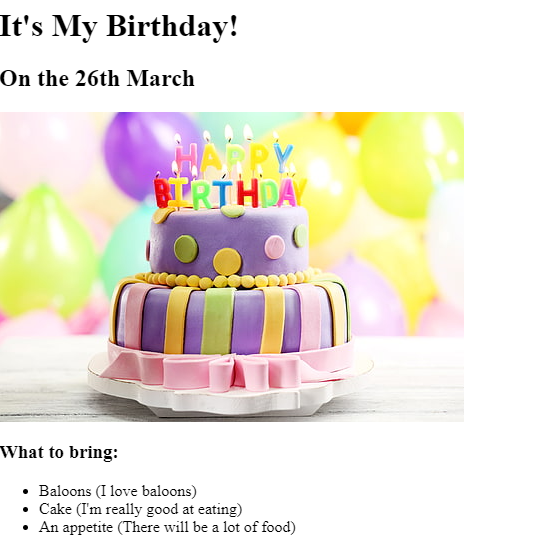 It's My Birthday!
On the 26th March
HAPPY
BIRTHDAY
What to bring:
Baloons (I love baloons)
Cake (I'm really good at eating)
An appetite (There will be a lot of food)